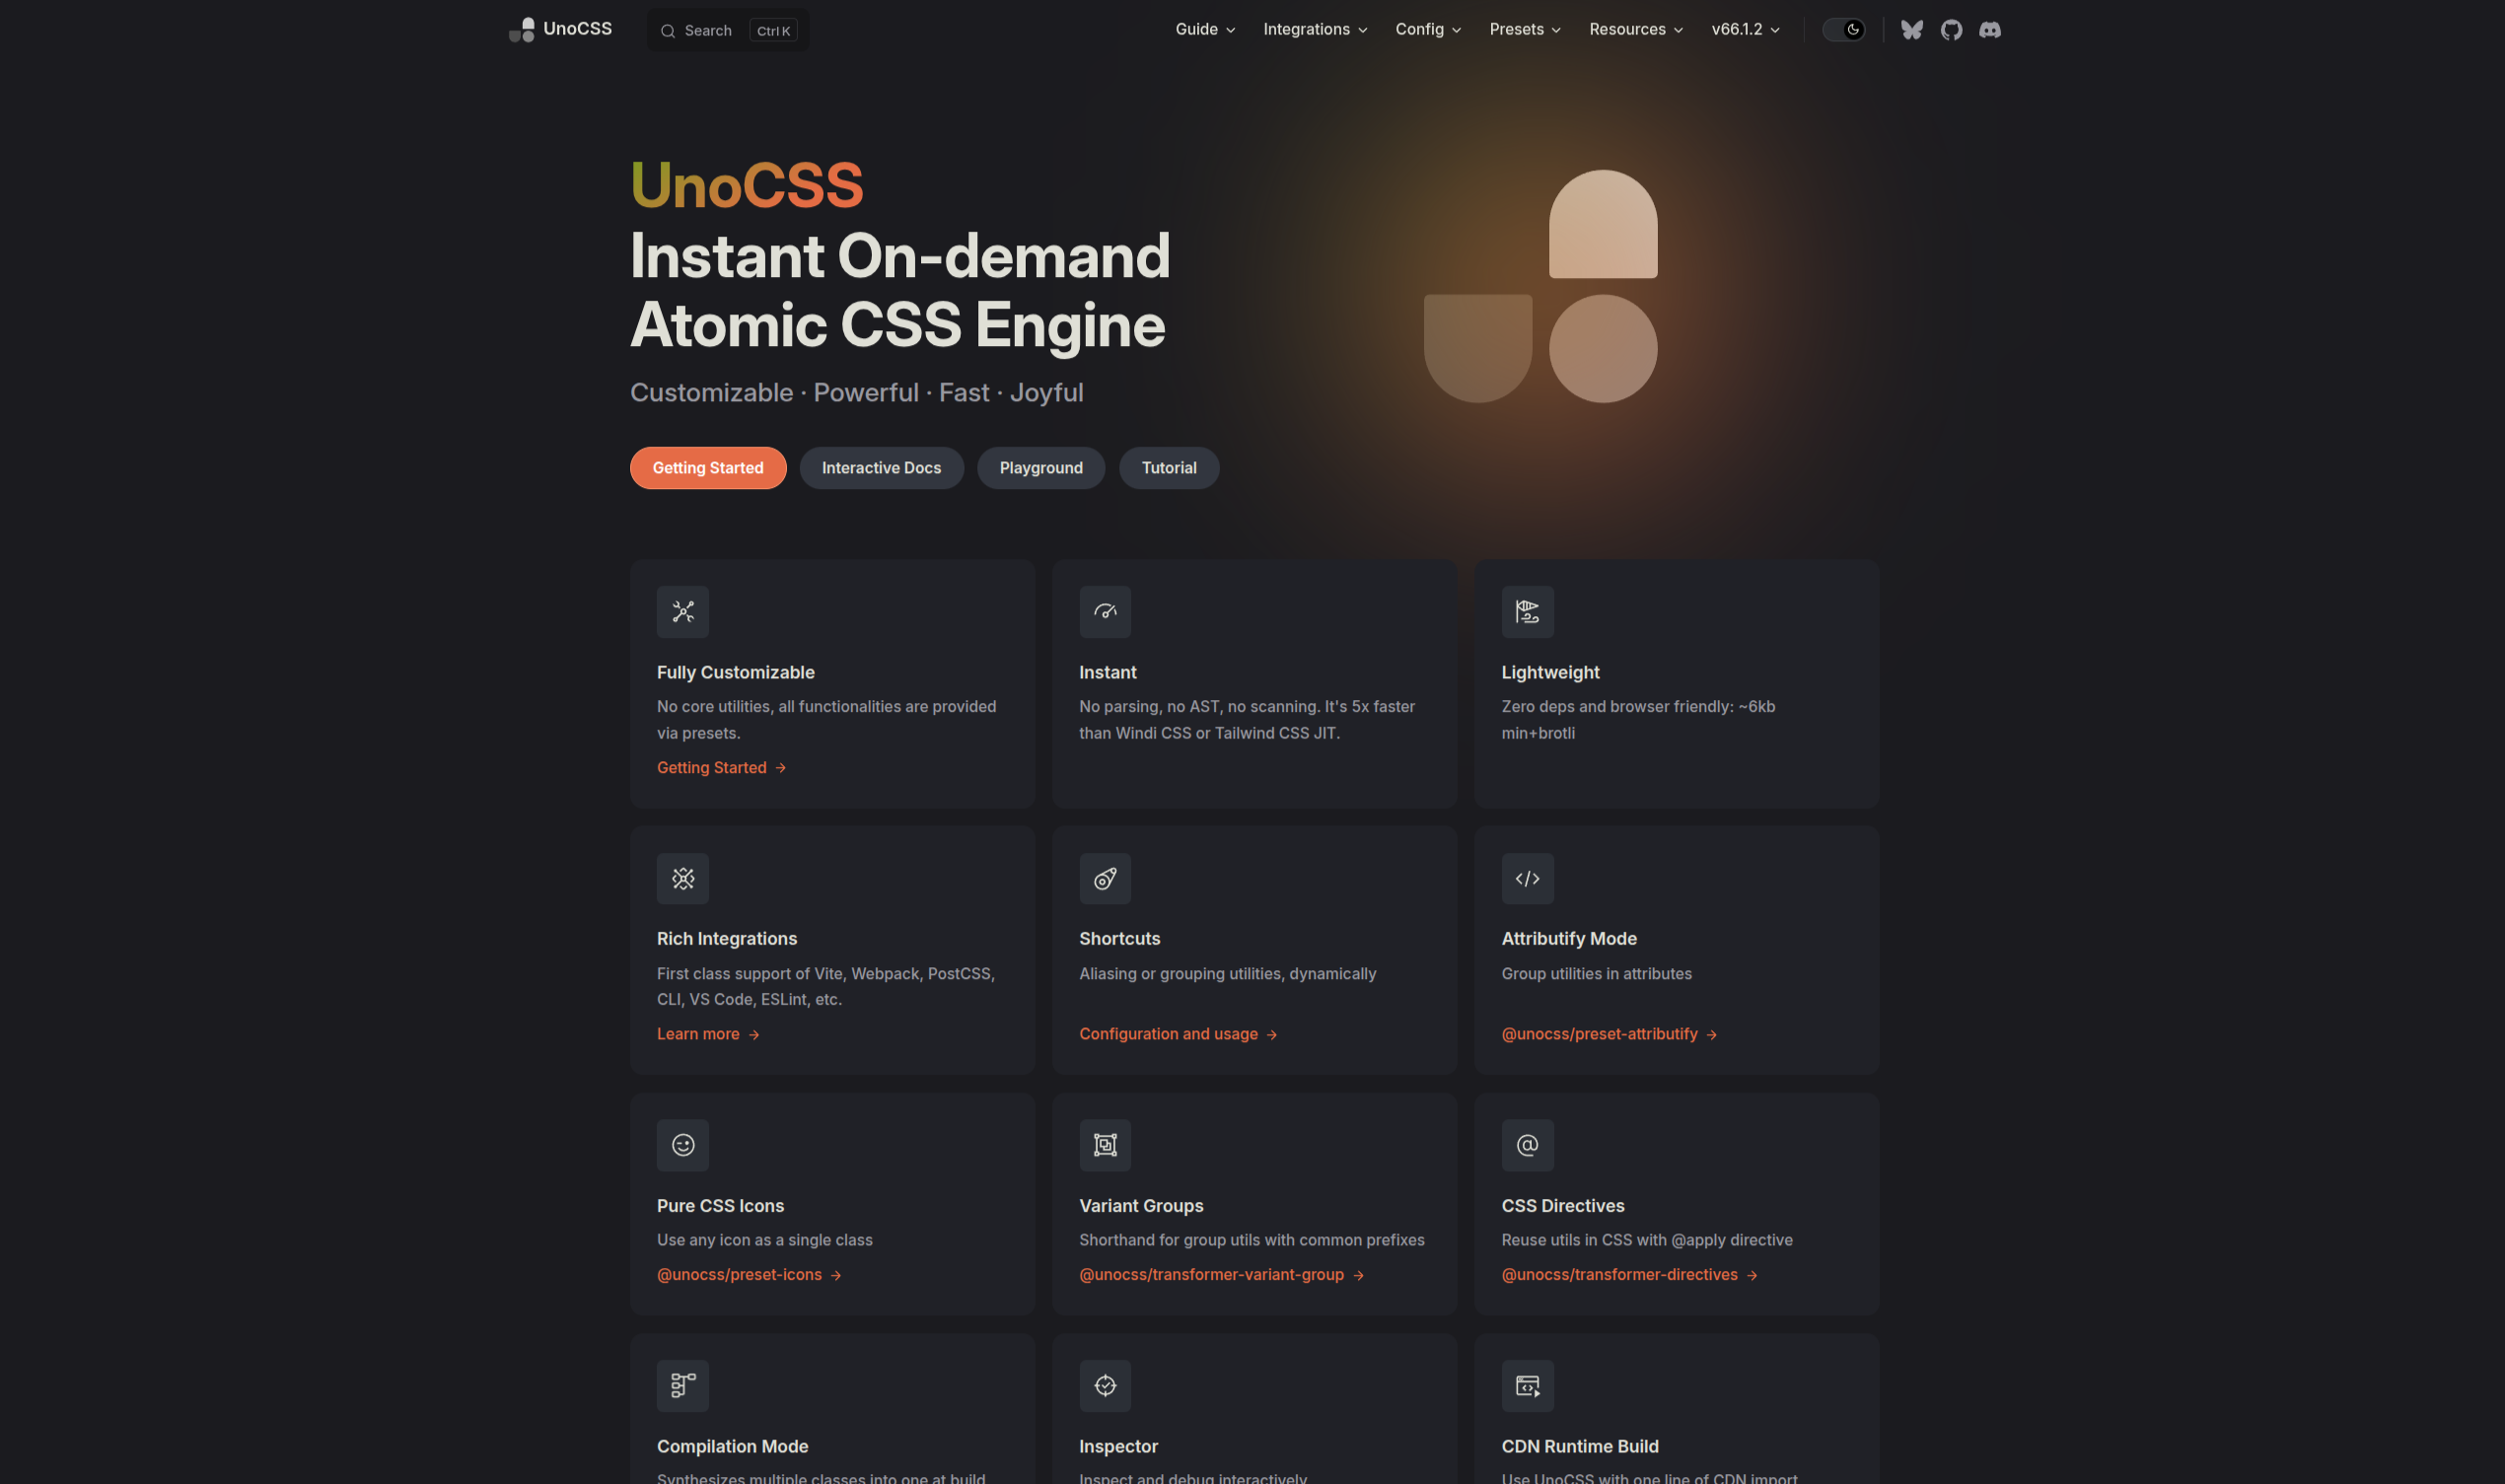 UnoCSS
Search
Ctrl K
Guide
Integrations
Config
Presets
Resources
v66.1.2
UnoCSS
Instant On-demand
Atomic CSS Engine
Customizable · Powerful · Fast · Joyful
Getting Started
Interactive Docs
Playground
Tutorial
Fully Customizable
No core utilities, all functionalities are provided
via presets.
Getting Started →
Instant
No parsing, no AST, no scanning. It's 5x faster
than Windi CSS or Tailwind CSS JIT.
Lightweight
Zero deps and browser friendly: ~6kb
min+brotli
Rich Integrations
First class support of Vite, Webpack, PostCSS,
CLI, VS Code, ESLint, etc.
Learn more →
Shortcuts
Aliasing or grouping utilities, dynamically
Configuration and usage →
Attributify Mode
Group utilities in attributes
@unocss/preset-attributify →
Pure CSS Icons
Use any icon as a single class
@unocss/preset-icons →
Variant Groups
Shorthand for group utils with common prefixes
@unocss/transformer-variant-group →
CSS Directives
Reuse utils in CSS with @apply directive
@unocss/transformer-directives →
Compilation Mode
Synthesizes multiple classes into one at build
Inspector
Inspect and debug interactively
CDN Runtime Build
Use UnoCSS with one line of CDN import